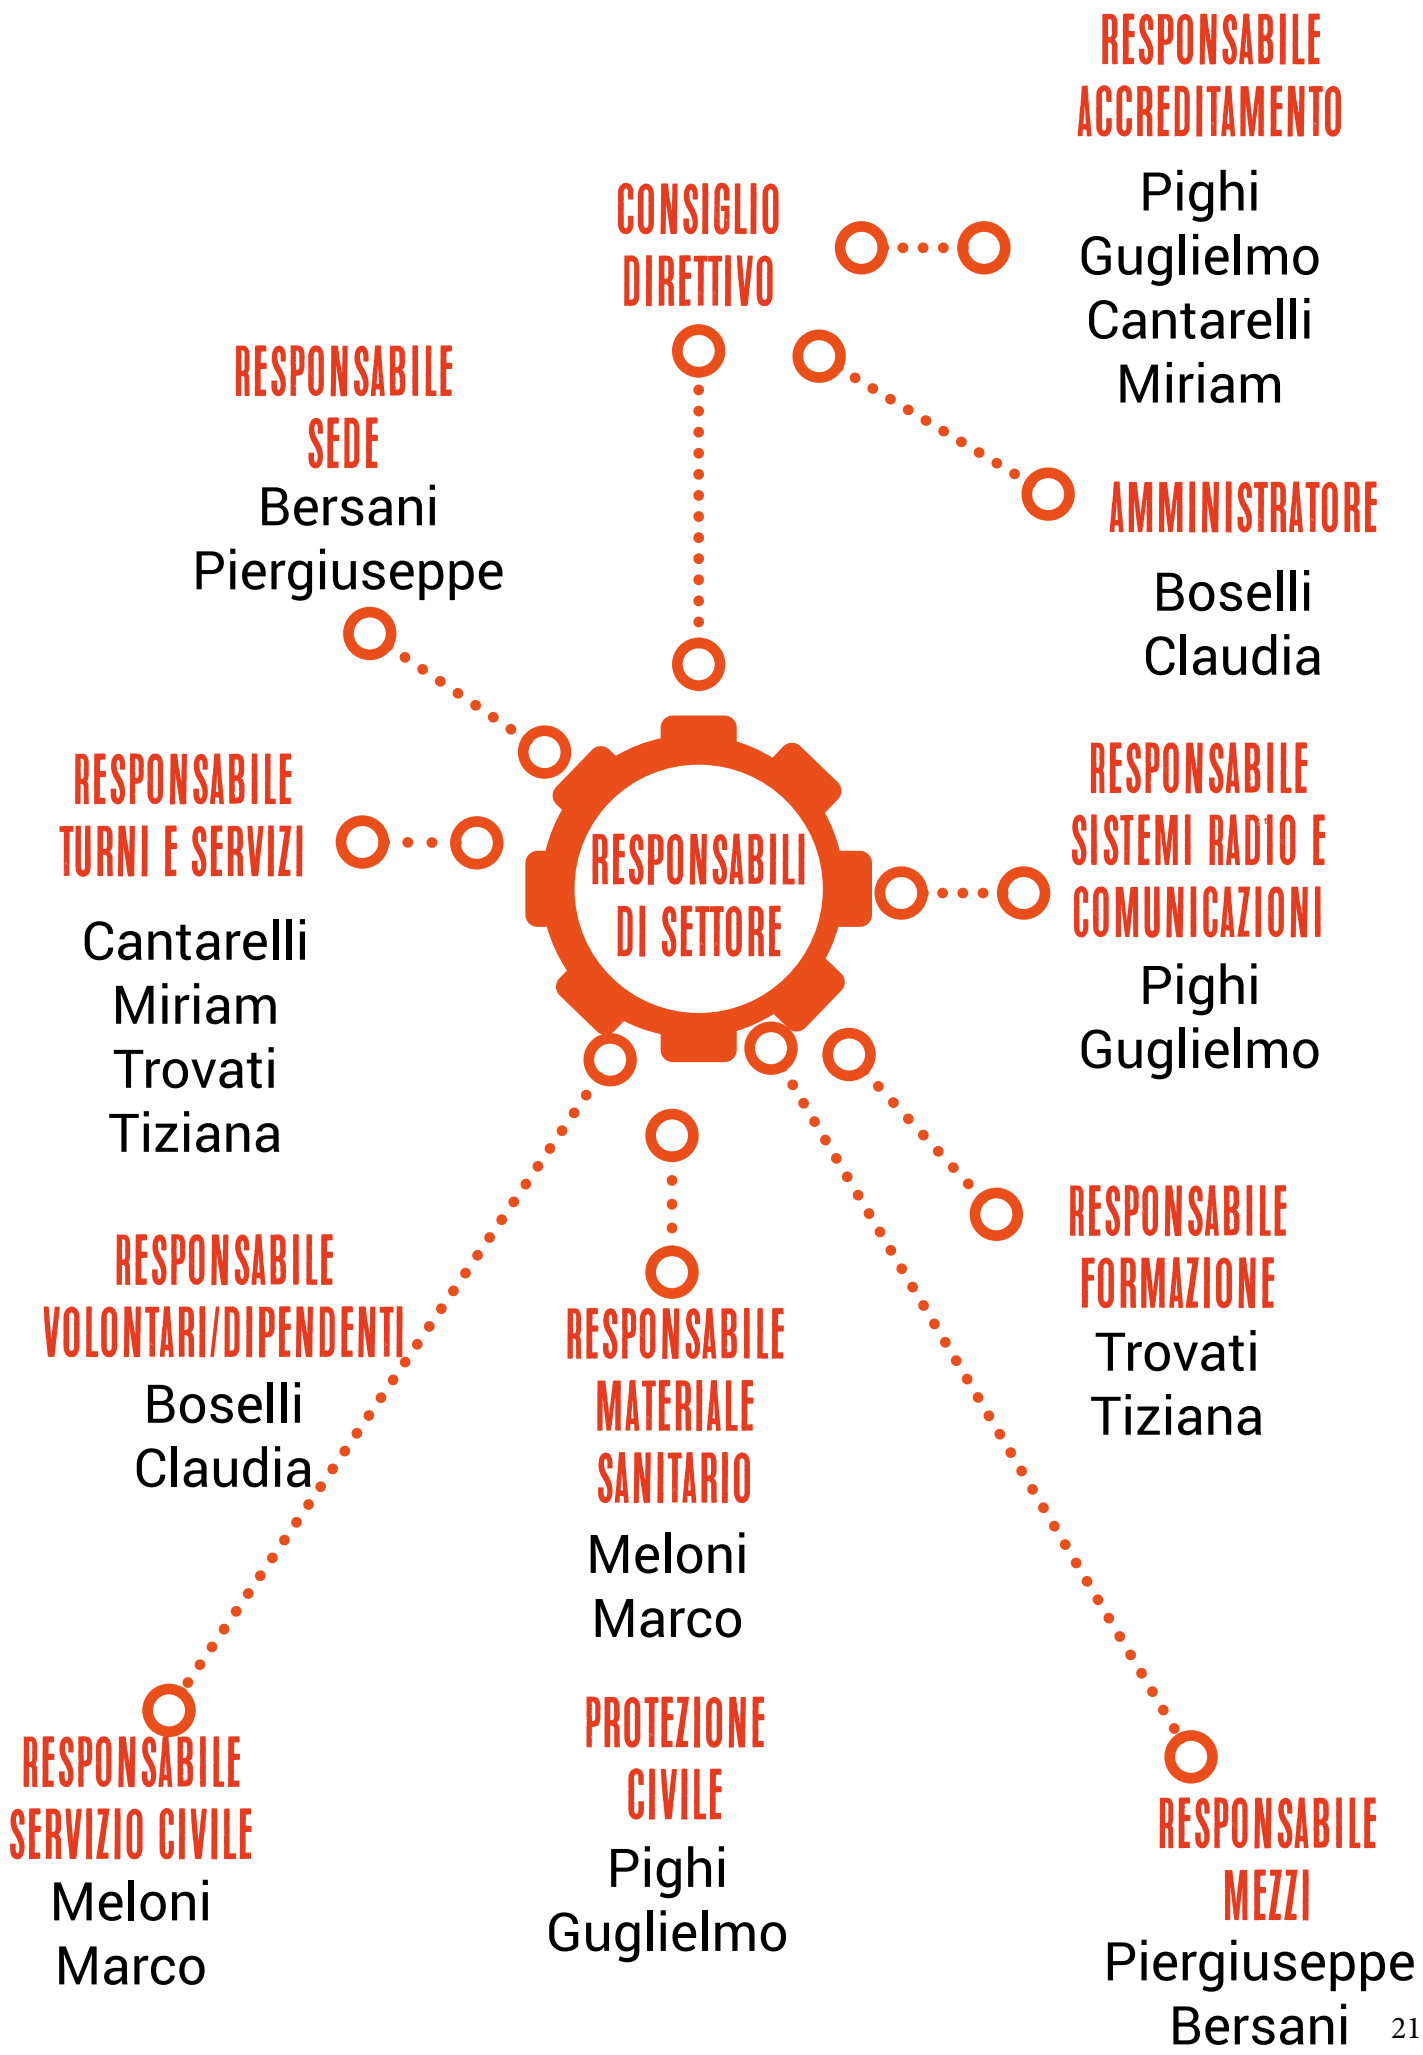 RESPONSABILE
ACCREDITAMENTO
Pighi
Guglielmo
Cantarelli
Miriam
CONSIGLIO
DIRETTIVO
RESPONSABILE
SEDE
Bersani
Piergiuseppe
AMMINISTRATORE
Boselli
Claudia
RESPONSABILE
TURNI E SERVIZI
Cantarelli
Miriam
Trovati
Tiziana
RESPONSABILI
DI SETTORE
RESPONSABILE
SISTEMI RADIO E
COMUNICAZIONI
Pighi
Guglielmo
RESPONSABILE
VOLONTARI/DIPENDENTI
Boselli
Claudia
RESPONSABILE
MATERIALE
SANITARIO
Meloni
Marco
RESPONSABILE
FORMAZIONE
Trovati
Tiziana
RESPONSABILE
SERVIZIO CIVILE
Meloni
Marco
PROTEZIONE
CIVILE
Pighi
Guglielmo
RESPONSABILE
MEZZI
Piergiuseppe
Bersani
21